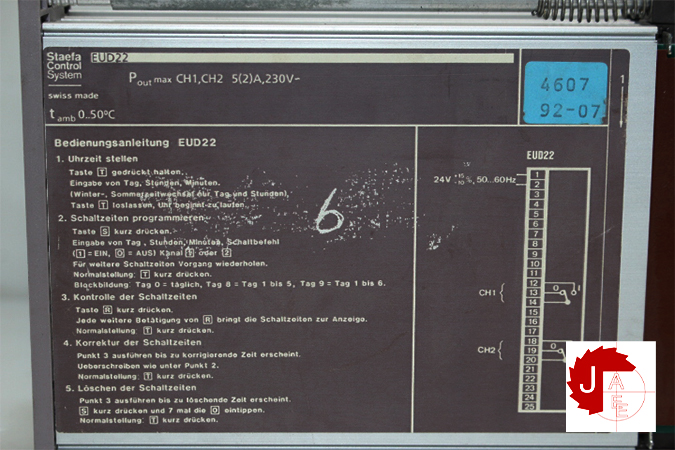 Staefa
Control
System
EUD22
swiss made
Pout max CH1,CH2 5(2)A,230V~
tamb 0..50°C
4607
92-07
1
Bedienungsanleitung EUD22
1. Uhrzeit stellen
Taste T gedrückt halten.
Eingabe von Tag, Stunden, Minuten.
(Winter-, Sommerzeitwechsel nur Tag und Stunden)
Taste T loslassen, Uhr beginnt zu laufen.
2. Schaltzeiten programmieren
Taste S kurz drücken.
Eingabe von Tag, Stunden, Minuten, Schaltbefehl
(1 = EIN, 0 = AUS) Kanal 1 oder 2
Für weitere Schaltzeiten Vorgang wiederholen.
Normalstellung: T kurz drücken.
Blockbildung: Tag 0 = täglich, Tag 8 = Tag 1 bis 5, Tag 9 = Tag 1 bis 6.
3. Kontrolle der Schaltzeiten
Taste R kurz drücken.
Jede weitere Betätigung von R bringt die Schaltzeiten zur Anzeige.
Normalstellung: T kurz drücken.
4. Korrektur der Schaltzeiten
Punkt 3 ausführen bis zu korrigierende Zeit erscheint.
Ueberschreiben wie unter Punkt 2.
Normalstellung: T kurz drücken.
5. Löschen der Schaltzeiten
Punkt 3 ausführen bis zu löschende Zeit erscheint.
S kurz drücken und 7 mal die 0 eintippen.
Normalstellung: T kurz drücken.
6
EUD22
24V +15 -10 %, 50...60Hz
1
2
3
4
5
6
7
8
9
10
11
12
13
14
15
16
17
18
19
20
21
22
23
24
25
CH1
0
I
CH2
0
J
A
E
E